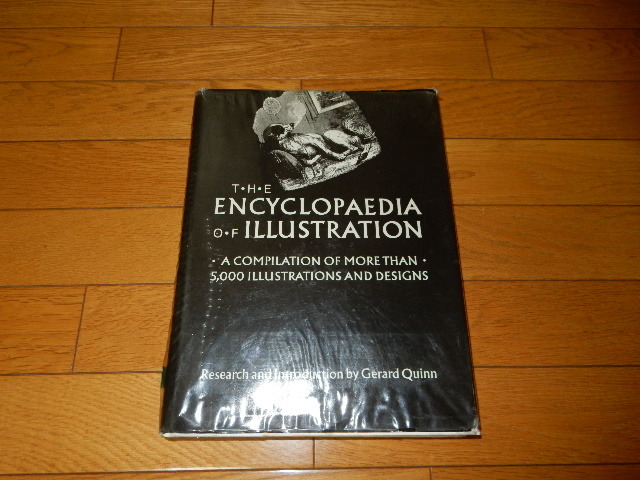 T•H•E
ENCYCLOPAEDIA
O•F ILLUSTRATION
• A COMPILATION OF MORE THAN •
5,000 ILLUSTRATIONS AND DESIGNS
Research and Introduction by Gerard Quinn